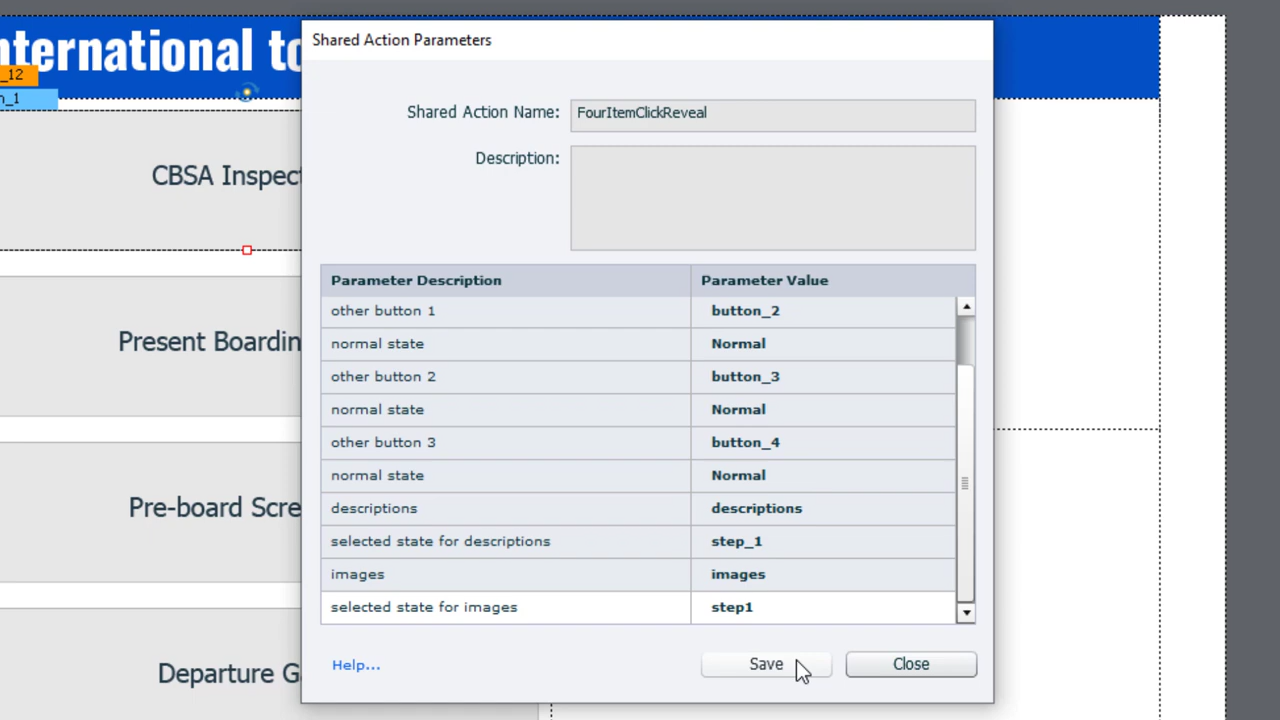 nternational to
_12
n_1
CBSA Inspect
Present Boardin
Pre-board Scre
Departure G
Shared Action Parameters
Shared Action Name: FourItemClickReveal
Description:
Parameter Description Parameter Value
other button 1 button_2
normal state Normal
other button 2 button_3
normal state Normal
other button 3 button_4
normal state Normal
descriptions descriptions
selected state for descriptions step_1
images images
selected state for images step1
Help... Save Close